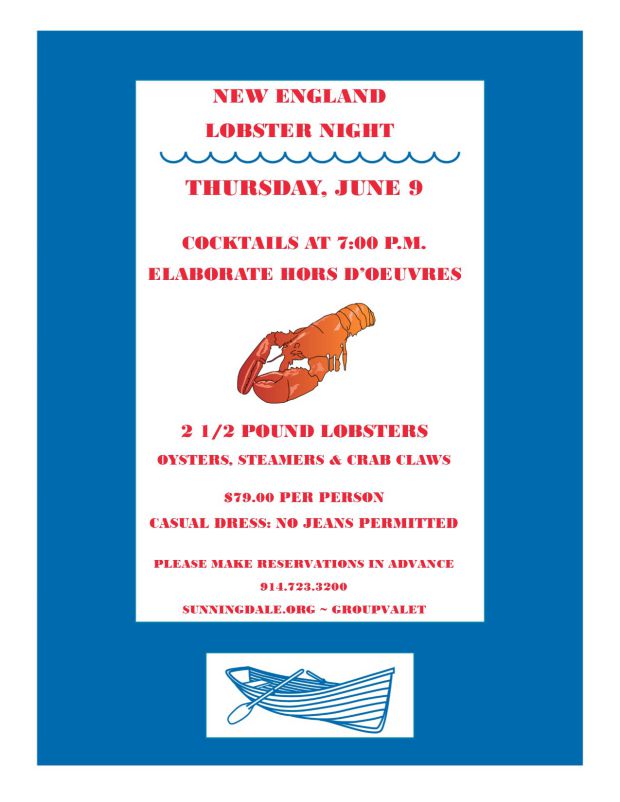 NEW ENGLAND
LOBSTER NIGHT
THURSDAY, JUNE 9
COCKTAILS AT 7:00 P.M.
ELABORATE HORS D'OEUVRES
2 1/2 POUND LOBSTERS
OYSTERS, STEAMERS & CRAB CLAWS
$79.00 PER PERSON
CASUAL DRESS: NO JEANS PERMITTED
PLEASE MAKE RESERVATIONS IN ADVANCE
914.723.3200
SUNNINGDALE.ORG ~ GROUPVALET